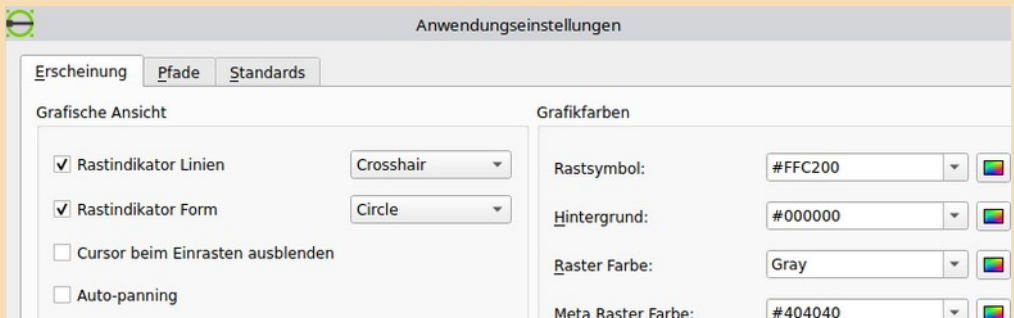 Anwendungseinstellungen
Erscheinung Pfade Standards
Grafische Ansicht
Rastindikator Linien Crosshair
Rastindikator Form Circle
Cursor beim Einrasten ausblenden
Auto-panning
Grafikfarben
Rastsymbol: #FFC200
Hintergrund: #000000
Raster Farbe: Gray
Meta Raster Farbe: #404040